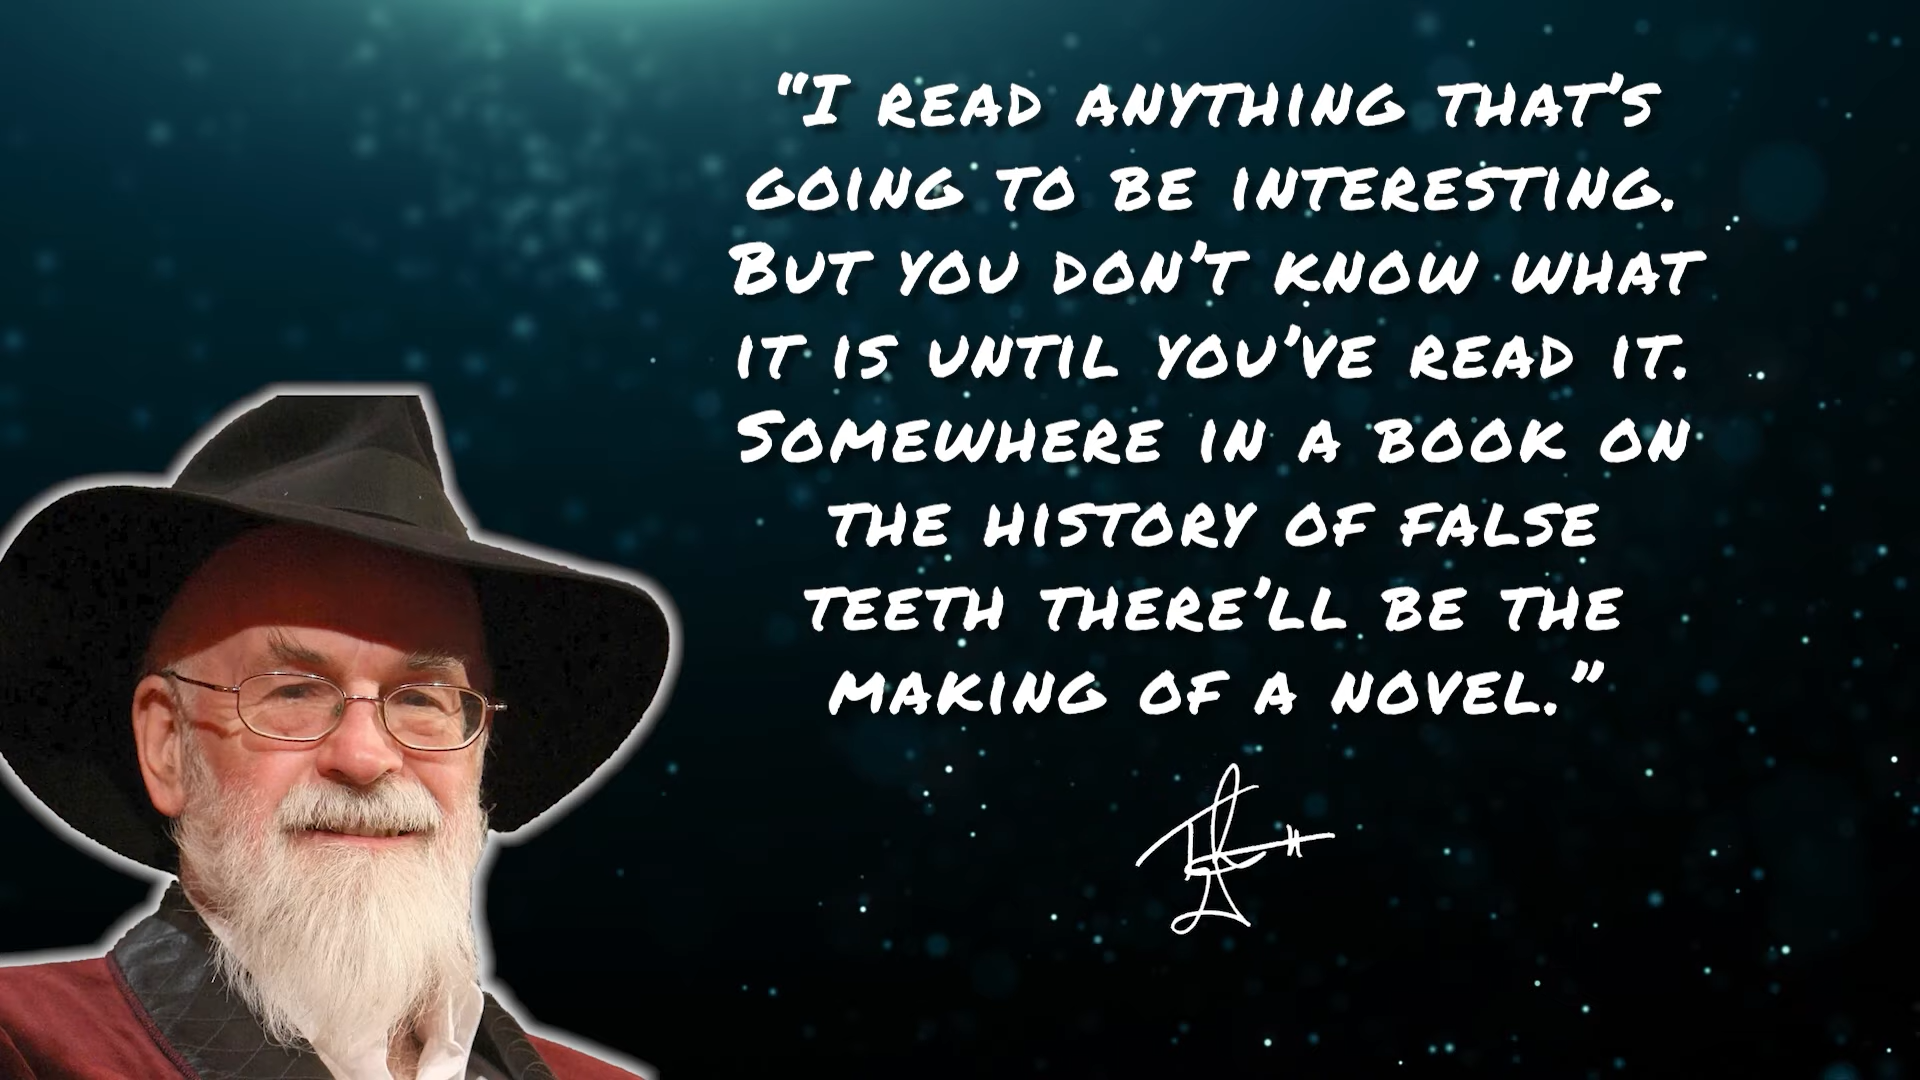 “I read anything that’s
going to be interesting.
But you don’t know what
it is until you’ve read it.
Somewhere in a book on
the history of false
teeth there’ll be the
making of a novel.”